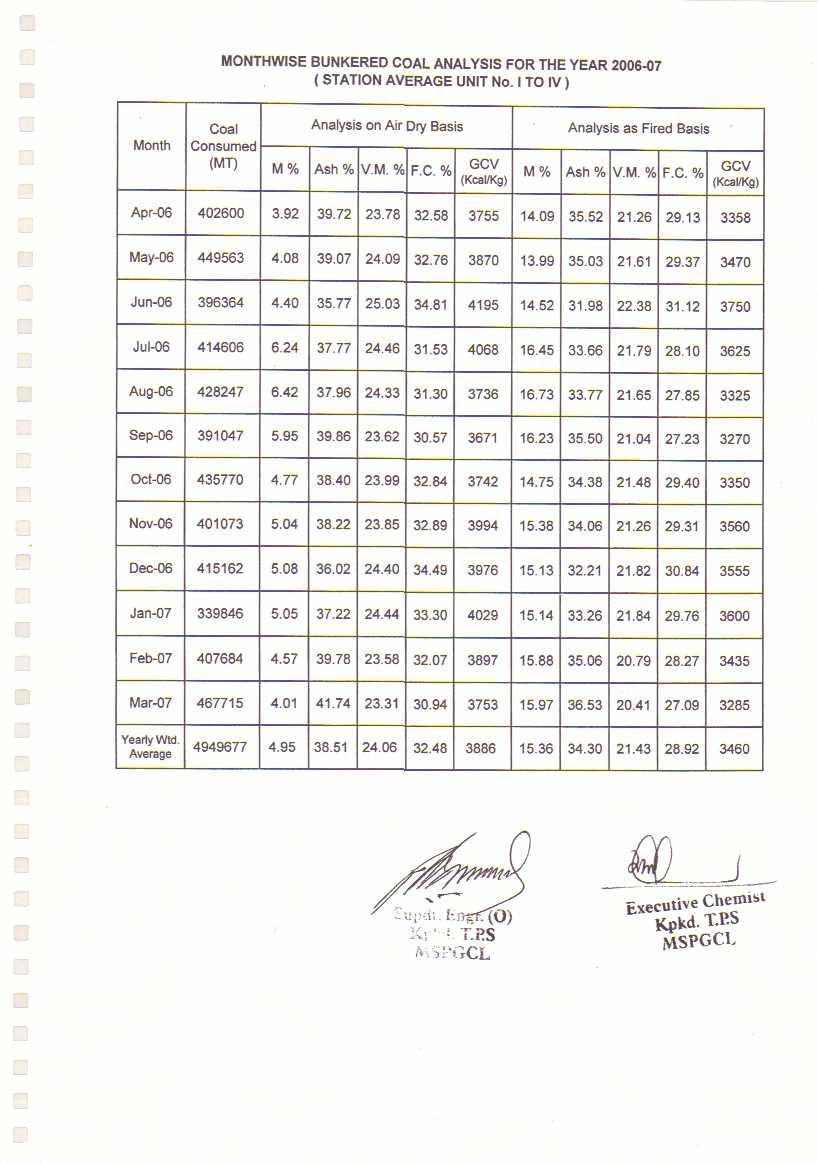 MONTHWISE BUNKERED COAL ANALYSIS FOR THE YEAR 2006-07
( STATION AVERAGE UNIT No. I TO IV )
Month Coal Consumed (MT) Analysis on Air Dry Basis Analysis as Fired Basis
M % Ash % V.M. % F.C. % GCV (Kcal/Kg) M % Ash % V.M. % F.C. % GCV (Kcal/Kg)
Apr-06 402600 3.92 39.72 23.78 32.58 3755 14.09 35.52 21.26 29.13 3358
May-06 449563 4.08 39.07 24.09 32.76 3870 13.99 35.03 21.61 29.37 3470
Jun-06 396364 4.40 35.77 25.03 34.81 4195 14.52 31.98 22.38 31.12 3750
Jul-06 414606 6.24 37.77 24.46 31.53 4068 16.45 33.66 21.79 28.10 3625
Aug-06 428247 6.42 37.96 24.33 31.30 3736 16.73 33.77 21.65 27.85 3325
Sep-06 391047 5.95 39.86 23.62 30.57 3671 16.23 35.50 21.04 27.23 3270
Oct-06 435770 4.77 38.40 23.99 32.84 3742 14.75 34.38 21.48 29.40 3350
Nov-06 401073 5.04 38.22 23.85 32.89 3994 15.38 34.06 21.26 29.31 3560
Dec-06 415162 5.08 36.02 24.40 34.49 3976 15.13 32.21 21.82 30.84 3555
Jan-07 339846 5.05 37.22 24.44 33.30 4029 15.14 33.26 21.84 29.76 3600
Feb-07 407684 4.57 39.78 23.58 32.07 3897 15.88 35.06 20.79 28.27 3435
Mar-07 467715 4.01 41.74 23.31 30.94 3753 15.97 36.53 20.41 27.09 3285
Yearly Wtd. Average 4949677 4.95 38.51 24.06 32.48 3886 15.36 34.30 21.43 28.92 3460
Supdt. Engr. (O)
Kpkd. T.P.S
MSPGCL
Executive Chemist
Kpkd. T.P.S
MSPGCL